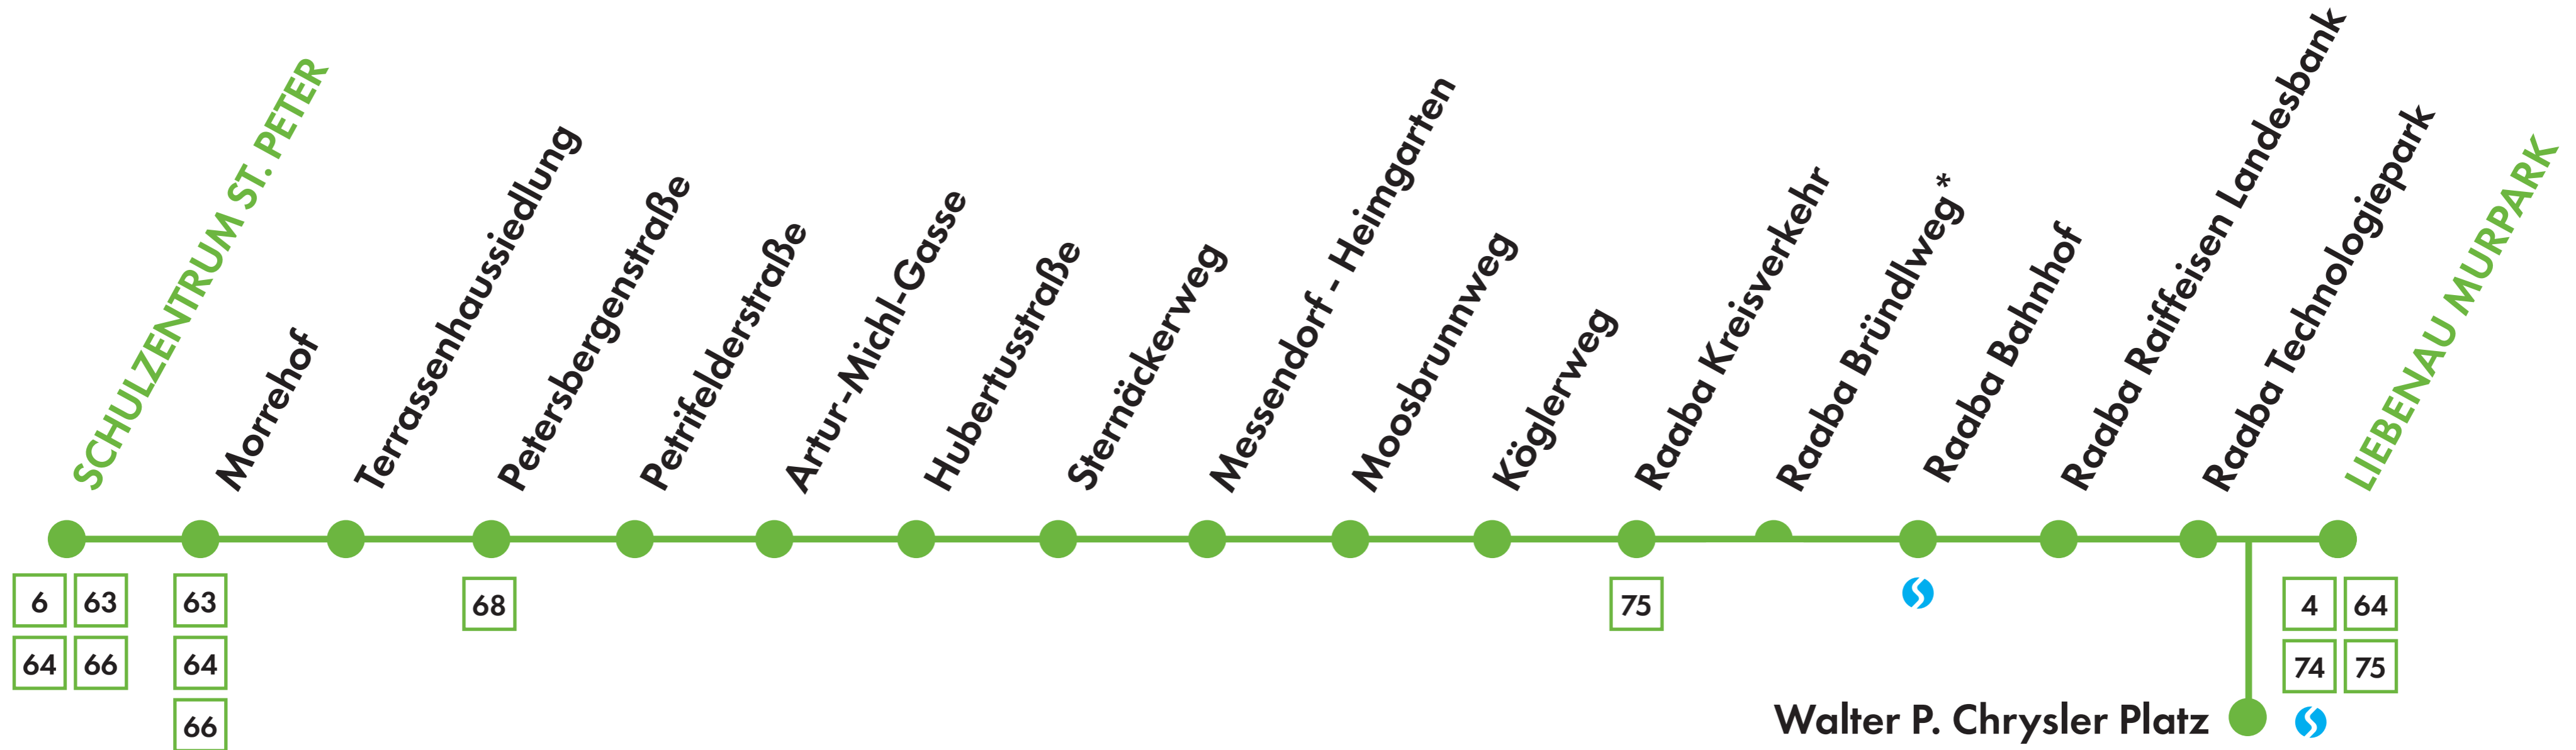 SCHULZENTRUM ST. PETER
Morrehof
Terrassenhaussiedlung
Petersbergenstraße
Petrifelderstraße
Artur-Michl-Gasse
Hubertusstraße
Sternäckerweg
Messendorf - Heimgarten
Moosbrunnweg
Köglerweg
Raaba Kreisverkehr
Raaba Bründlweg*
Raaba Bahnhof
Raaba Raiffeisen Landesbank
Raaba Technologiepark
LIEBENAU MURPARK
6 63
64 66
63
64
66
68
75
4 64
74 75
Walter P. Chrysler Platz